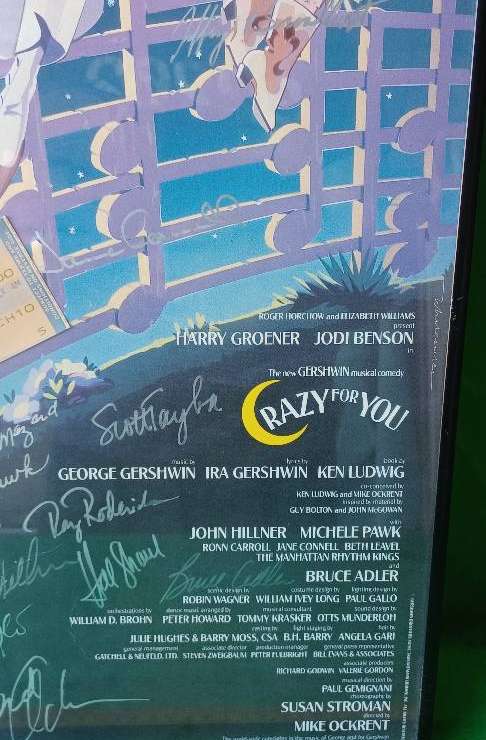 ROGER HORCHOW and ELIZABETH WILLIAMS
present
HARRY GROENER JODI BENSON
in
The new GERSHWIN musical comedy
CRAZY FOR YOU
music by lyrics by book by
GEORGE GERSHWIN IRA GERSHWIN KEN LUDWIG
co-conceived by
KEN LUDWIG and MIKE OCKRENT
inspired by material by
GUY BOLTON and JOHN McGOWAN
with
JOHN HILLNER MICHELE PAWK
RONN CARROLL JANE CONNELL BETH LEAVEL
THE MANHATTAN RHYTHM KINGS
and
BRUCE ADLER
scenic design by costume design by lighting design by
ROBIN WAGNER WILLIAM IVEY LONG PAUL GALLO
orchestrations by dance music arranged by musical consultant sound design by
WILLIAM D. BROHN PETER HOWARD TOMMY KRASKER OTTS MUNDERLOH
casting by fight staging by hair by
JULIE HUGHES & BARRY MOSS, CSA B.H. BARRY ANGELA GARI
general management associate director production manager general press representative
GATCHELL & NEUFELD, LTD. STEVEN ZWEIGBAUM PETER FULBRIGHT BILL EVANS & ASSOCIATES
associate producers
RICHARD GODWIN VALERIE GORDON
musical direction by
PAUL GEMIGNANI
choreography by
SUSAN STROMAN
directed by
MIKE OCKRENT
Scott Taylor
Ray Roderick